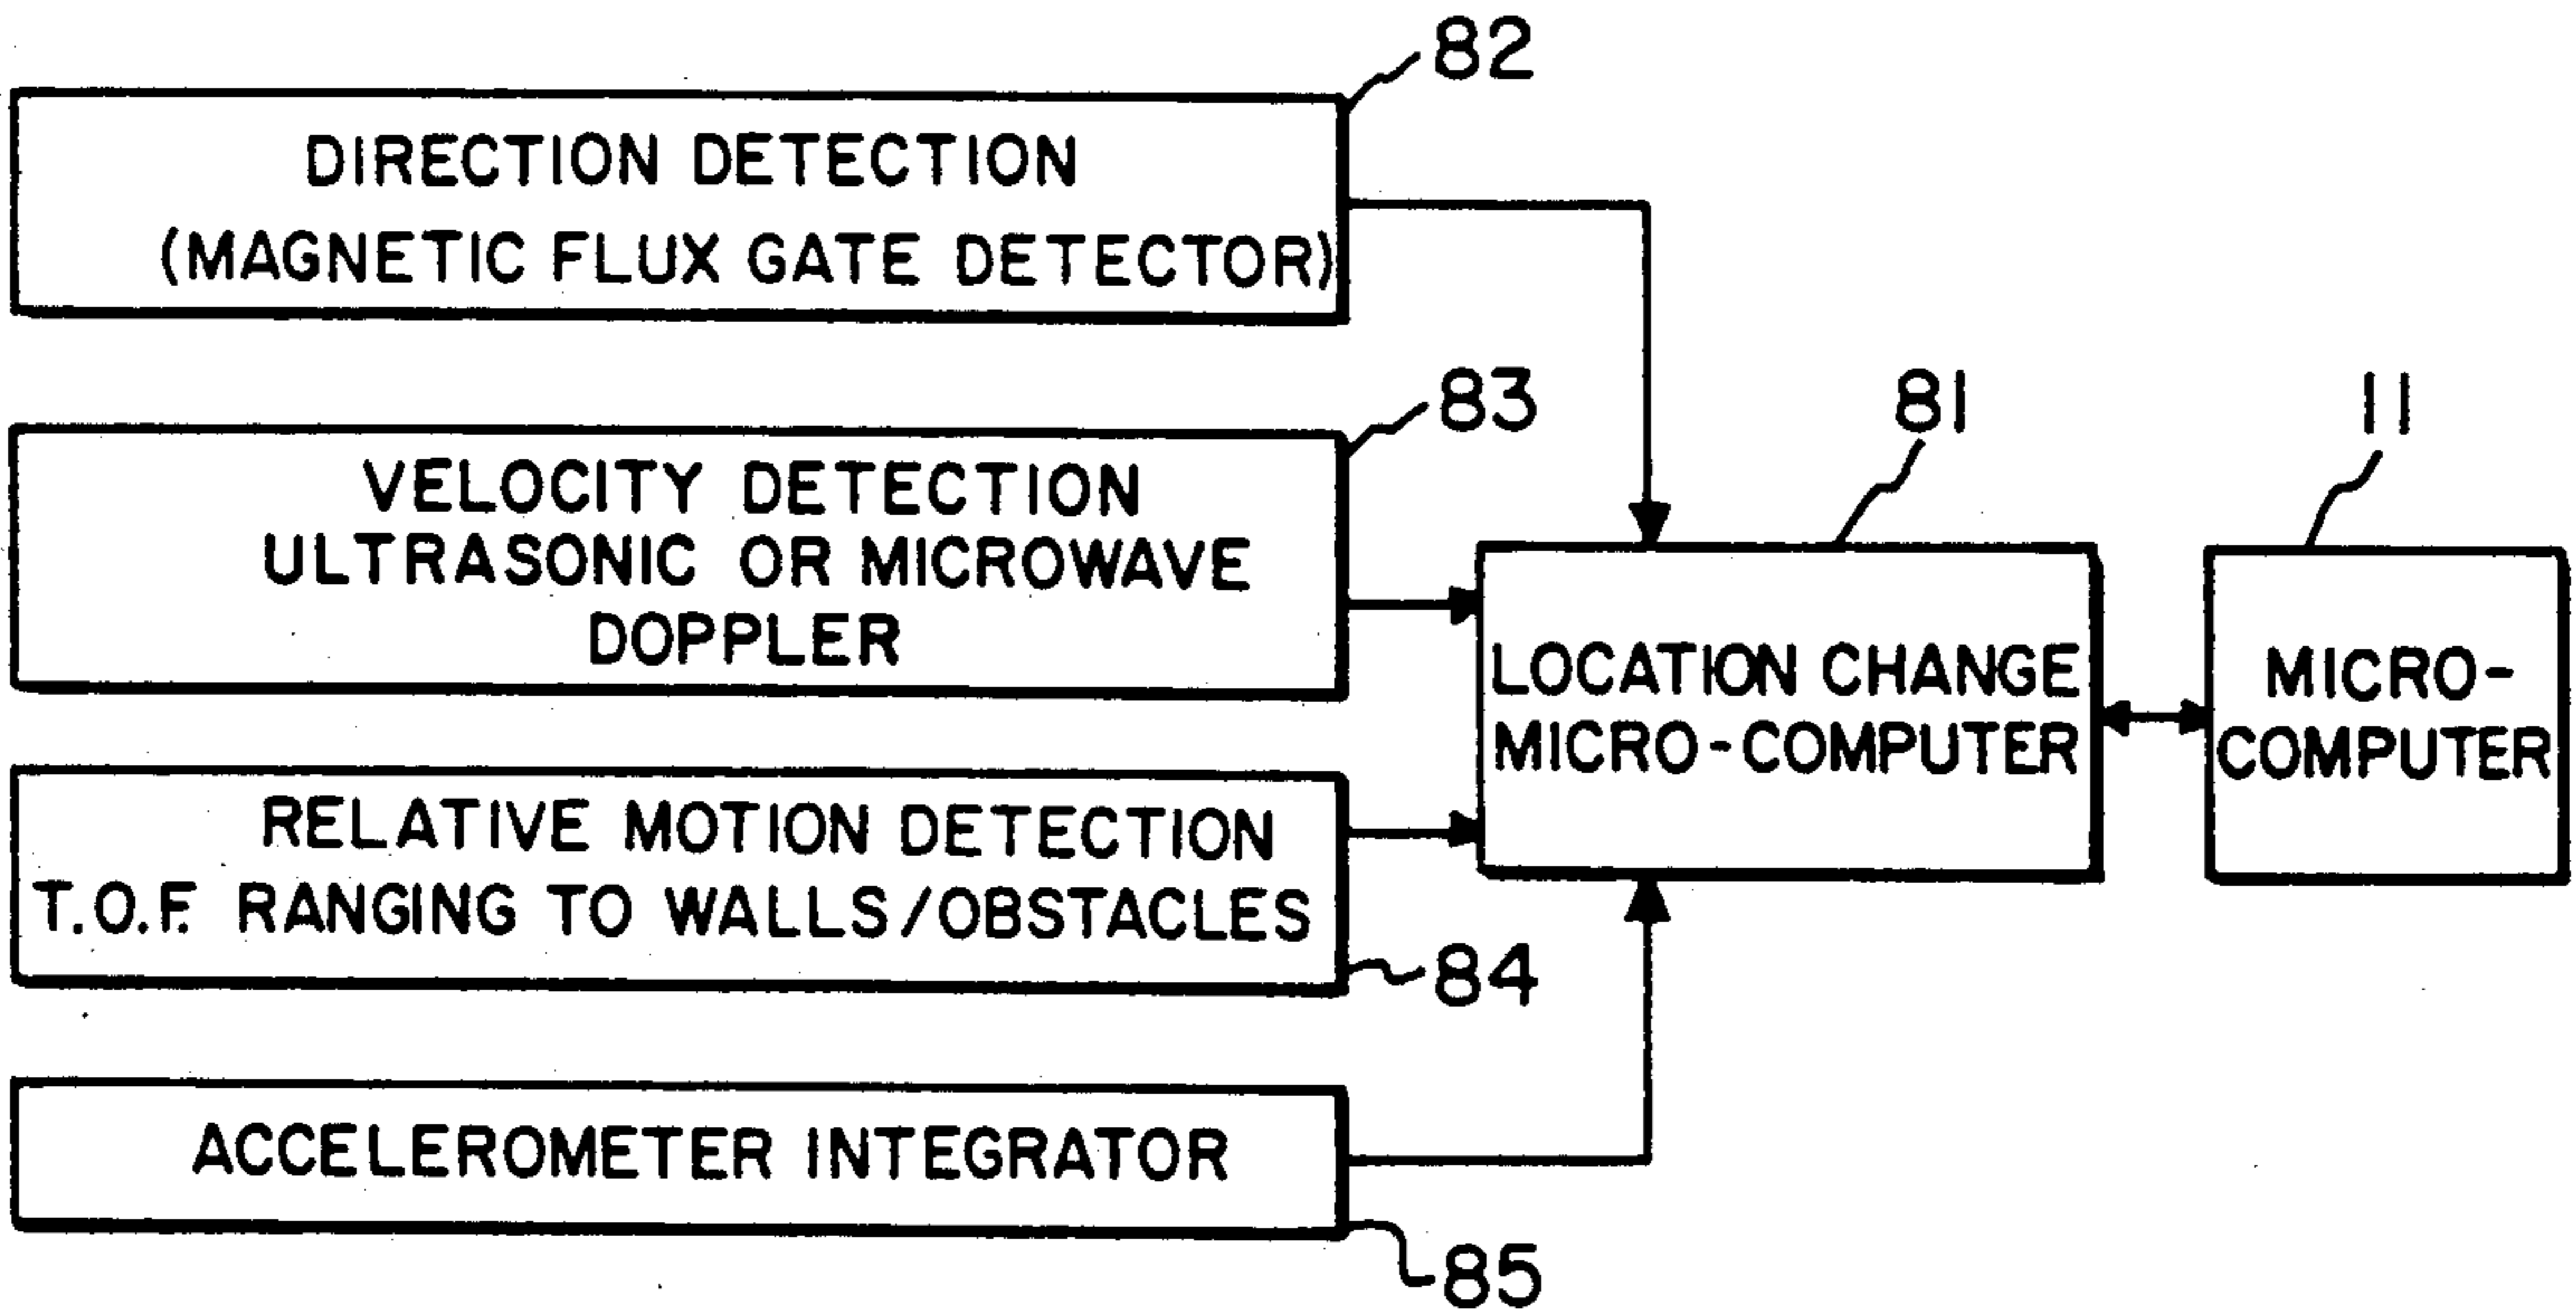 82
DIRECTION DETECTION
(MAGNETIC FLUX GATE DETECTOR)
83
VELOCITY DETECTION
ULTRASONIC OR MICROWAVE
DOPPLER
81
11
LOCATION CHANGE
MICRO-COMPUTER
MICRO-
COMPUTER
RELATIVE MOTION DETECTION
T.O.F. RANGING TO WALLS/OBSTACLES
84
ACCELEROMETER INTEGRATOR
85